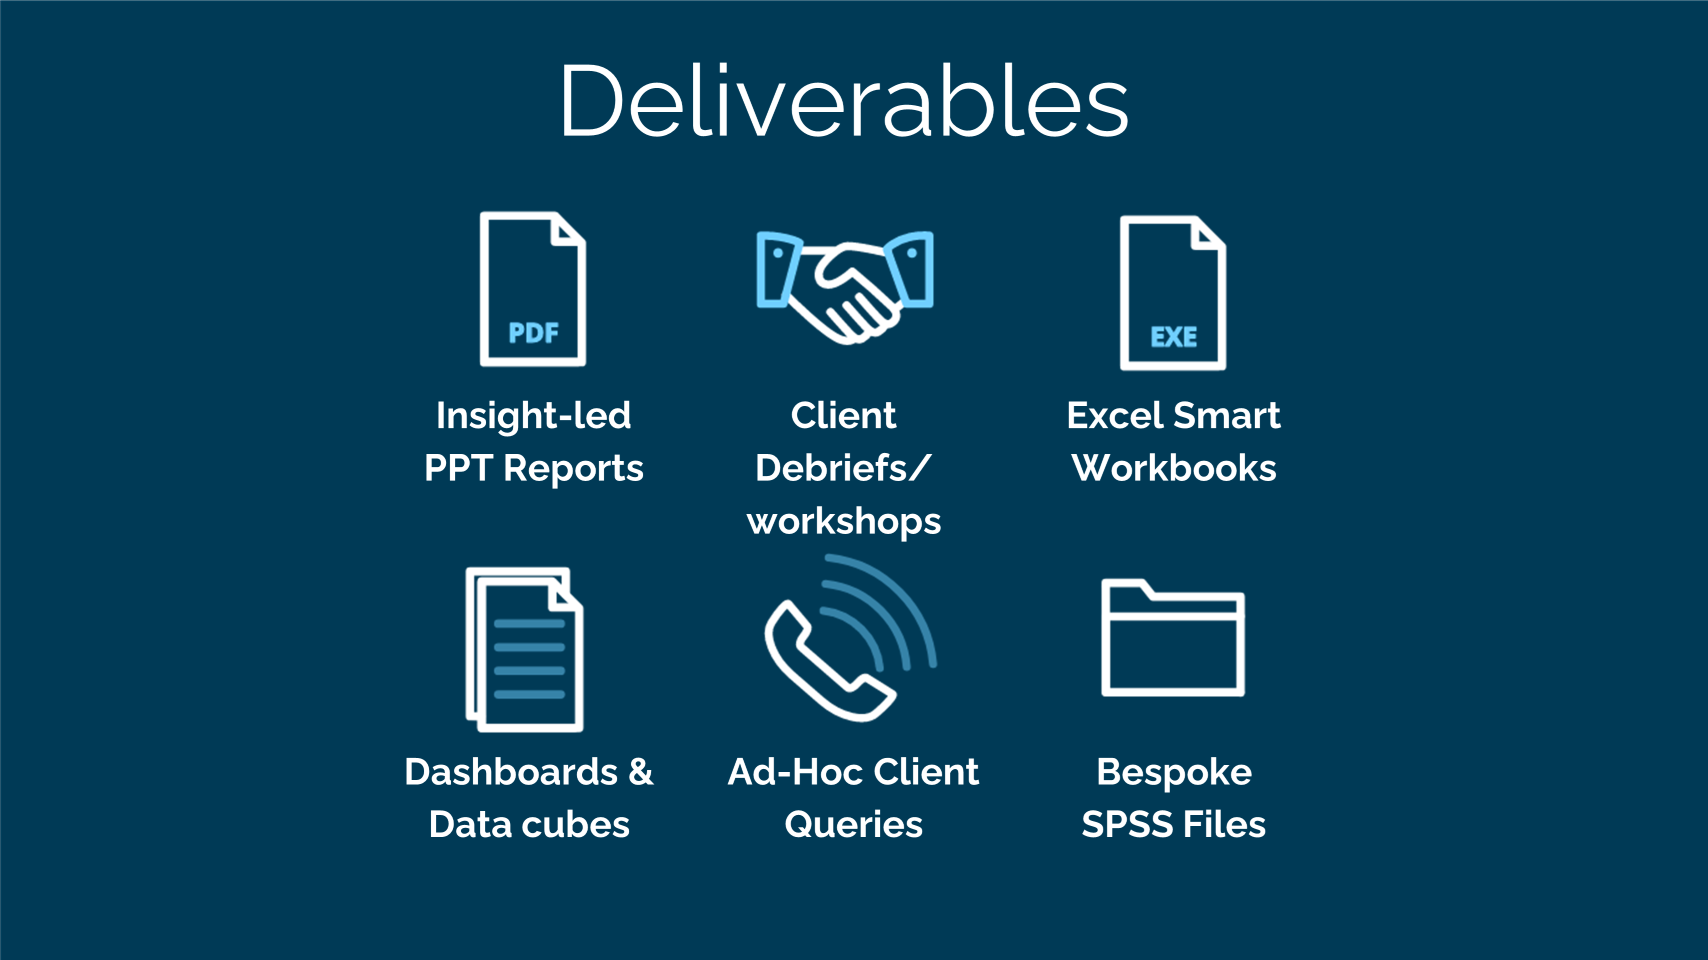 Deliverables
PDF
EXE
Insight-led
PPT Reports
Client
Debriefs/
workshops
Excel Smart
Workbooks
Dashboards &
Data cubes
Ad-Hoc Client
Queries
Bespoke
SPSS Files